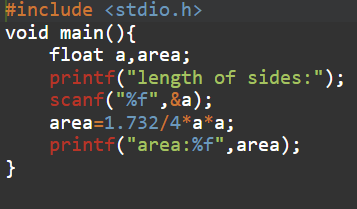 #include <stdio.h>
void main(){
    float a,area;
    printf("length of sides:");
    scanf("%f",&a);
    area=1.732/4*a*a;
    printf("area:%f",area);
}